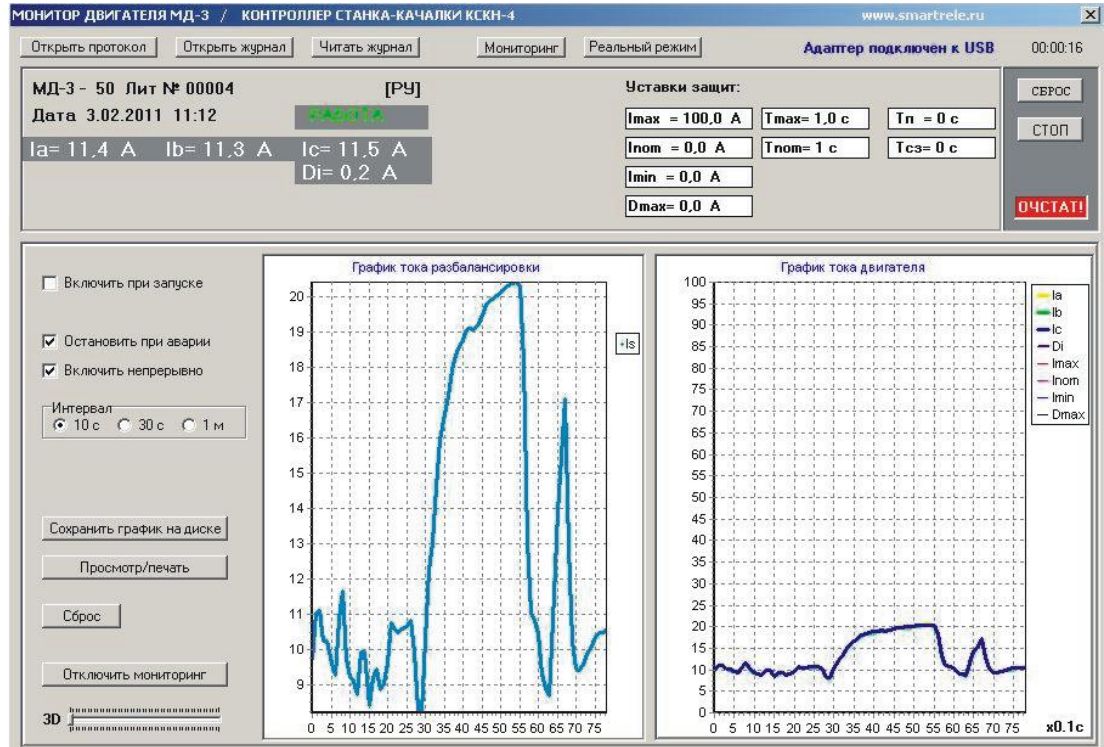 МОНИТОР ДВИГАТЕЛЯ МД-3 / КОНТРОЛЛЕР СТАНКА-КАЧАЛКИ КСКН-4 www.smartrele.ru
Открыть протокол Открыть журнал Читать журнал Мониторинг Реальный режим Адаптер подключен к USB 00:00:16
МД-3 - 50 Лит № 00004 [РУ]
Дата 3.02.2011 11:12 РАБОТА
Ia= 11,4 A Ib= 11,3 A Ic= 11,5 A
Di= 0,2 A
Уставки защит:
Imax = 100,0 A Tmax= 1,0 c Тп = 0 с
Inom = 0,0 A Tnom= 1 c Тсз= 0 с
Imin = 0,0 A
Dmax= 0,0 A
СБРОС
СТОП
ОЧСТАТ!
Включить при запуске
Остановить при аварии
Включить непрерывно
Интервал
10 с 30 с 1 м
Сохранить график на диске
Просмотр/печать
Сброс
Отключить мониторинг
3D
График тока разбалансировки
20
19
18
17
16
15
14
13
12
11
10
9
0 5 10 15 20 25 30 35 40 45 50 55 60 65 70 75
Is
График тока двигателя
100
95
90
85
80
75
70
65
60
55
50
45
40
35
30
25
20
15
10
5
0
0 5 10 15 20 25 30 35 40 45 50 55 60 65 70 75 x0.1c
Ia
Ib
Ic
Di
Imax
Inom
Imin
Dmax